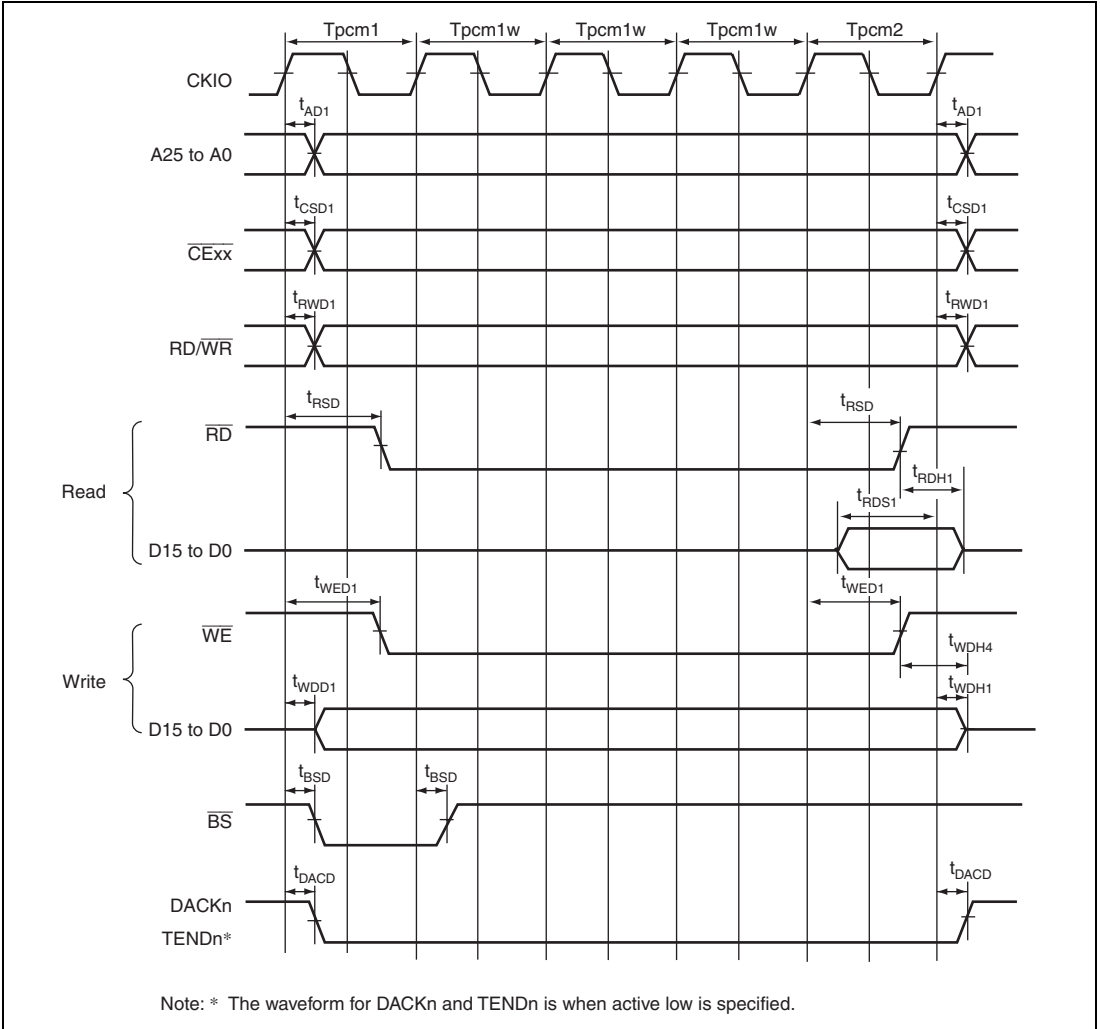 Tpcm1 Tpcm1w Tpcm1w Tpcm1w Tpcm2
CKIO
tAD1 tAD1
A25 to A0
tCSD1 tCSD1
CExx
tRWD1 tRWD1
RD/WR
tRSD tRSD
RD
tRDH1
Read
tRDS1
D15 to D0
tWED1 tWED1
WE
tWDH4
Write
tWDD1 tWDH1
D15 to D0
tBSD tBSD
BS
tDACD tDACD
DACKn
TENDn*
Note: * The waveform for DACKn and TENDn is when active low is specified.